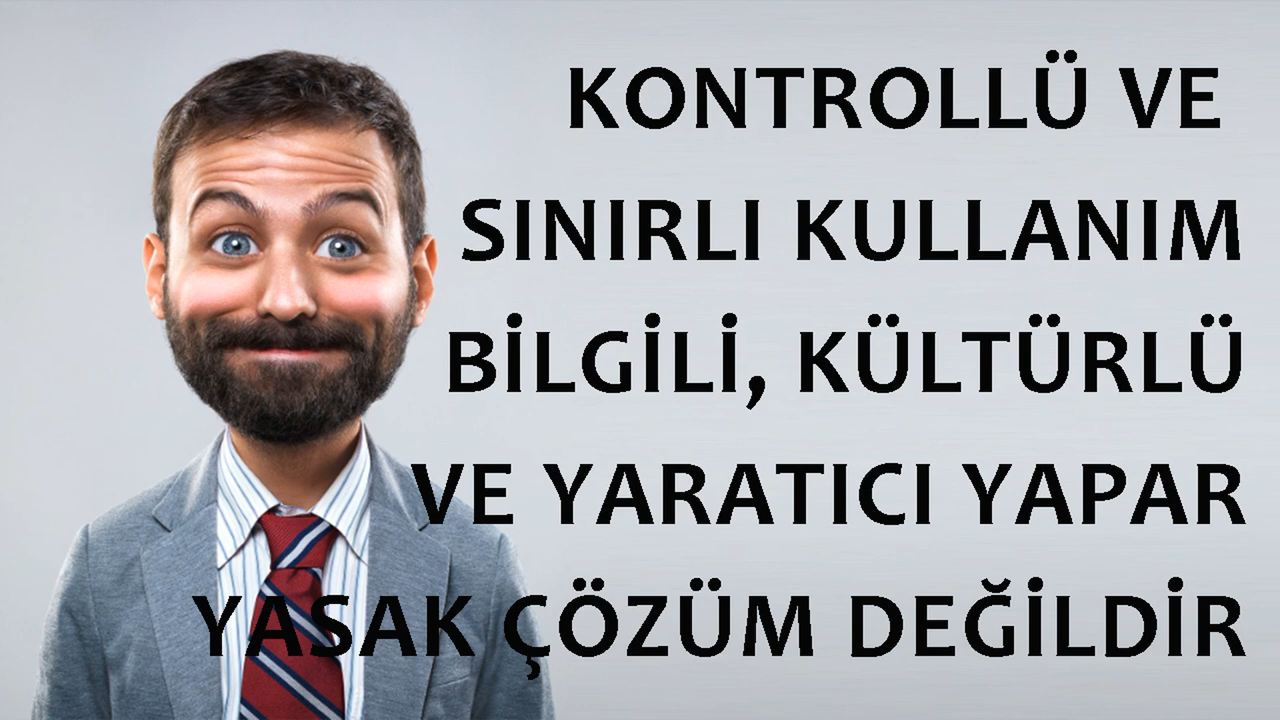 KONTROLLÜ VE
SINIRLI KULLANIM
BİLGİLİ, KÜLTÜRLÜ
VE YARATICI YAPAR
YASAK ÇÖZÜM DEĞİLDİR